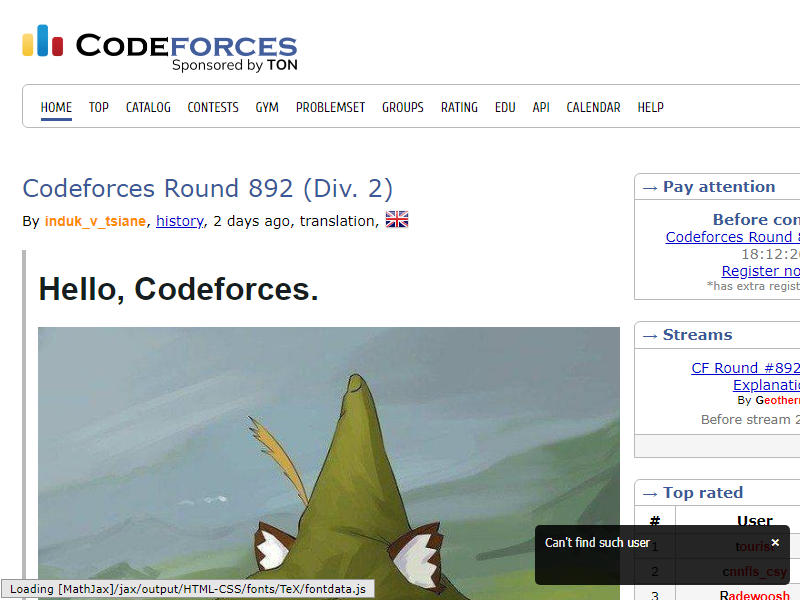 CODEFORCES
Sponsored by TON
HOME TOP CATALOG CONTESTS GYM PROBLEMSET GROUPS RATING EDU API CALENDAR HELP
Codeforces Round 892 (Div. 2)
By induk_v_tsiane, history, 2 days ago, translation,
Hello, Codeforces.
→ Pay attention
Before con
Codeforces Round 8
18:12:20
Register no
*has extra regist
→ Streams
CF Round #892
Explanatio
By Geother
Before stream 2
→ Top rated
# User
1 tourist
2 cnnfls_csy
3 Radewoosh
Can't find such user ×
Loading [MathJax]/jax/output/HTML-CSS/fonts/TeX/fontdata.js